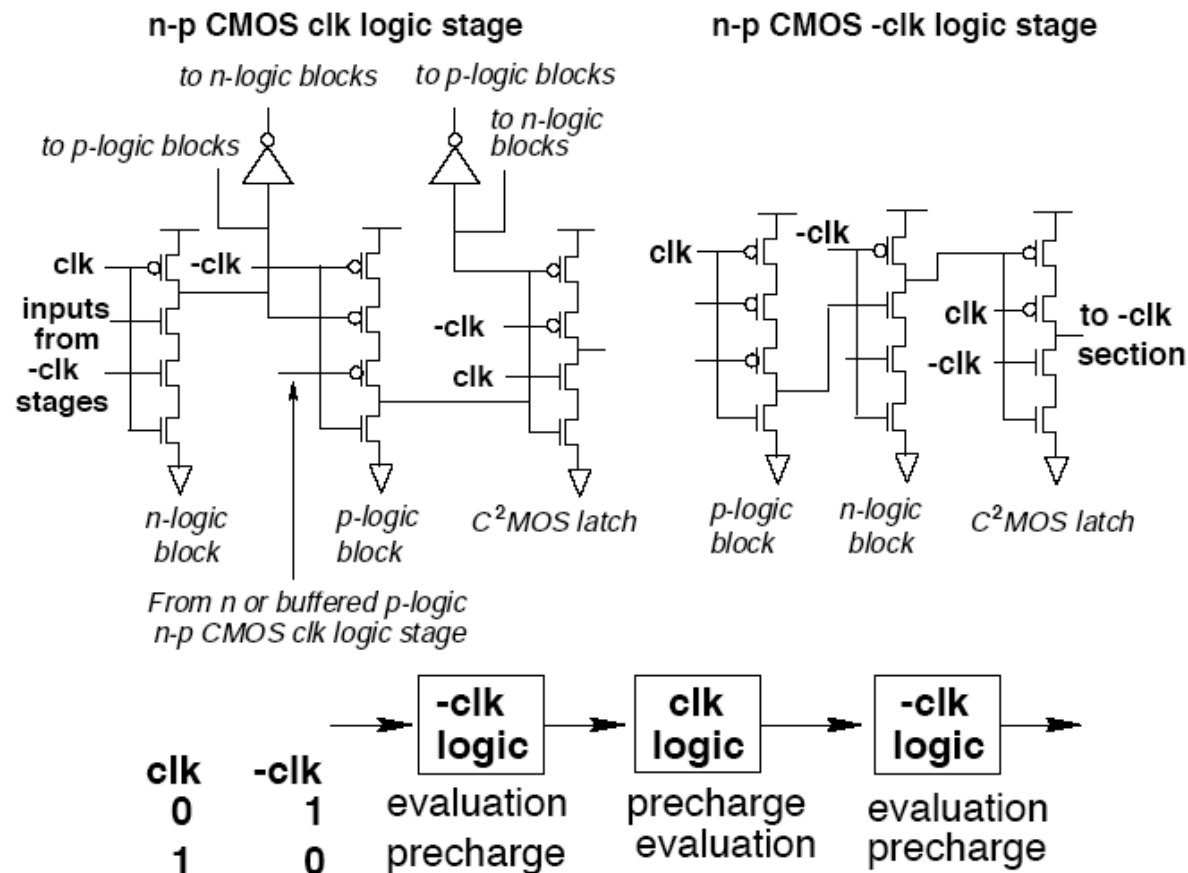 n-p CMOS clk logic stage
n-p CMOS -clk logic stage
to n-logic blocks
to p-logic blocks
to p-logic blocks
to n-logic
blocks
clk
-clk
inputs
from
-clk
stages
-clk
clk
n-logic
block
p-logic
block
C²MOS latch
From n or buffered p-logic
n-p CMOS clk logic stage
clk
-clk
clk
-clk
to -clk
section
p-logic
block
n-logic
block
C²MOS latch
-clk
logic
clk
logic
-clk
logic
clk -clk
0 1 evaluation precharge evaluation
1 0 precharge evaluation precharge